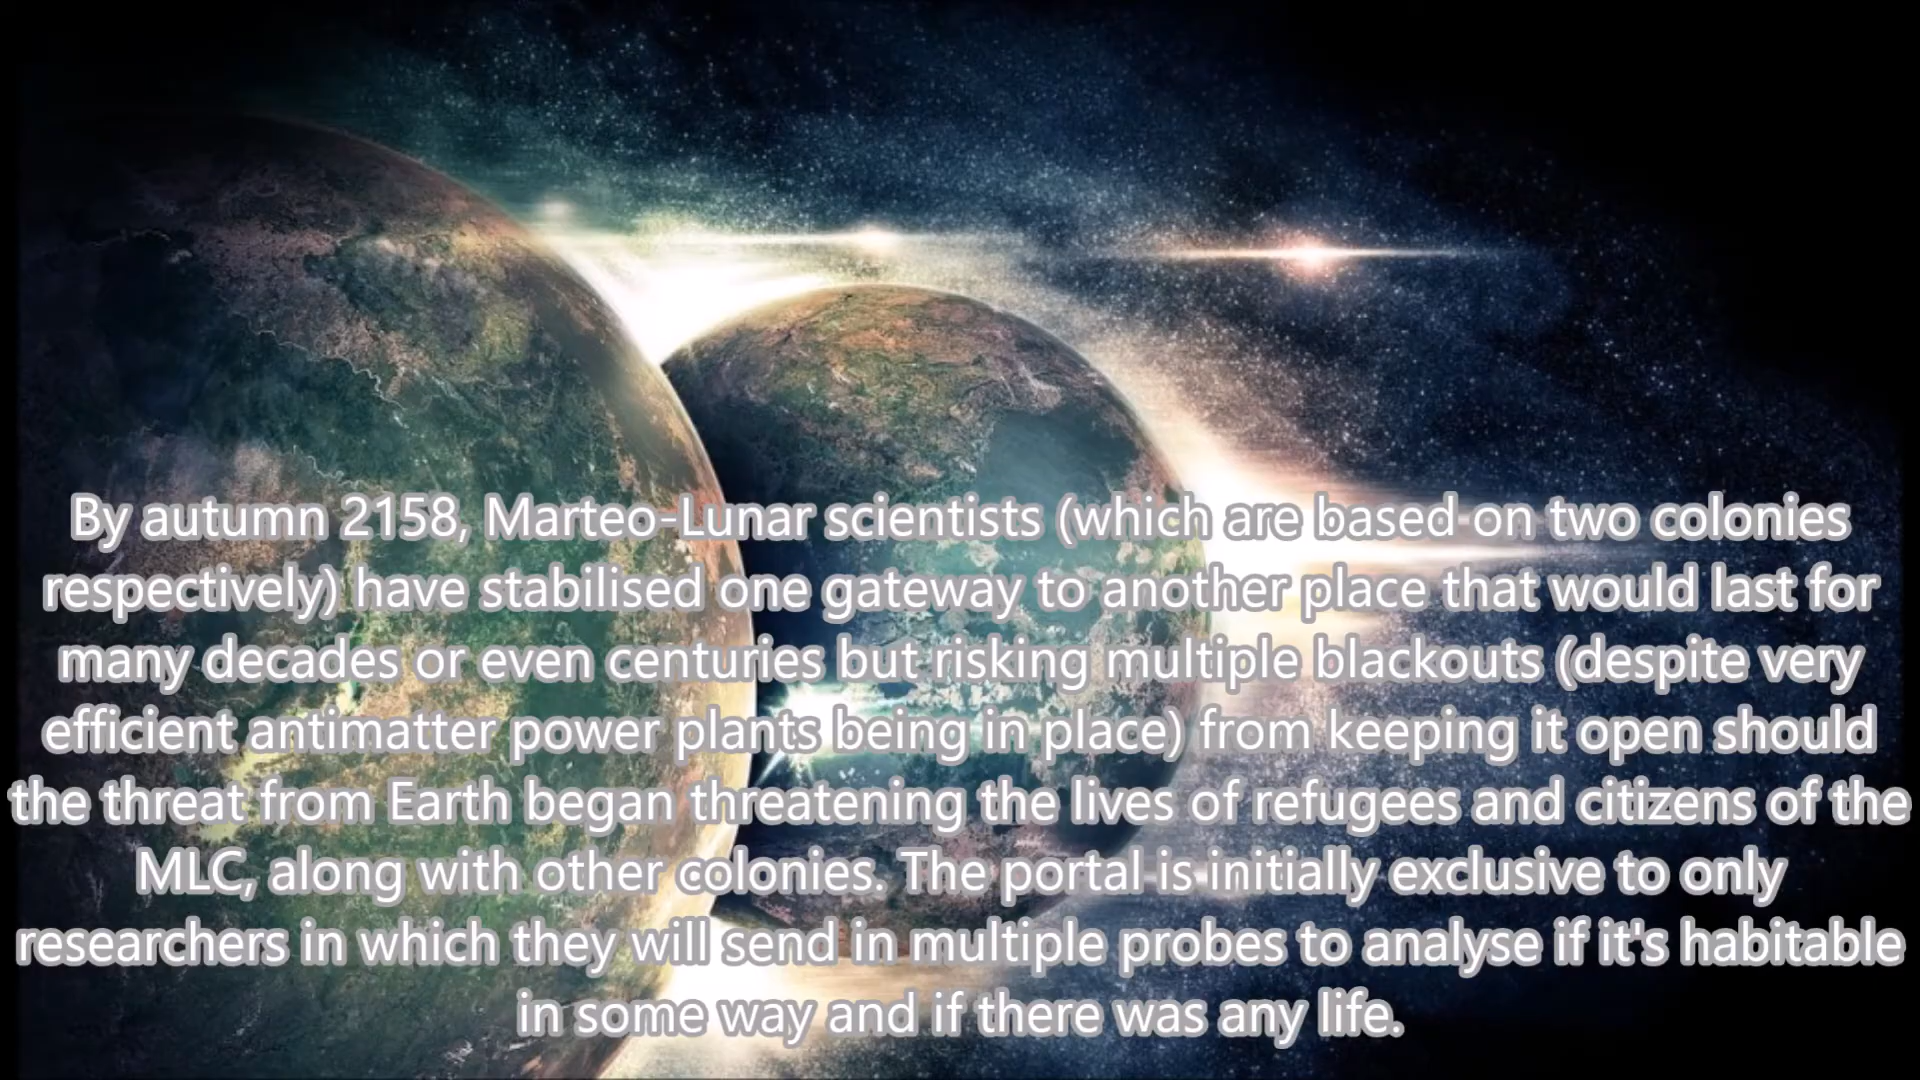 By autumn 2158, Marteo-Lunar scientists (which are based on two colonies
respectively) have stabilised one gateway to another place that would last for
many decades or even centuries but risking multiple blackouts (despite very
efficient antimatter power plants being in place) from keeping it open should
the threat from Earth began threatening the lives of refugees and citizens of the
MLC, along with other colonies. The portal is initially exclusive to only
researchers in which they will send in multiple probes to analyse if it's habitable
in some way and if there was any life.